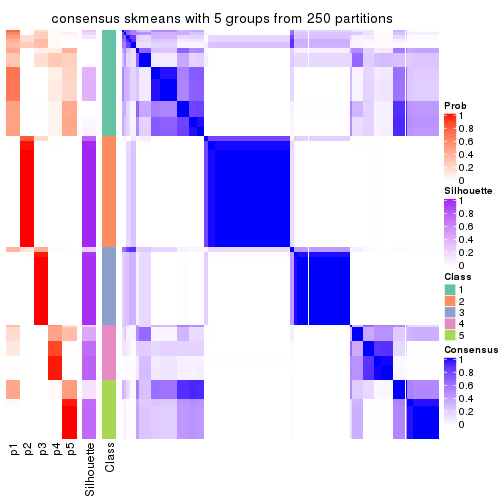 consensus skmeans with 5 groups from 250 partitions
Prob
1
0.8
0.6
0.4
0.2
0
Silhouette
1
0.8
0.6
0.4
0.2
0
Class
1
2
3
4
5
Consensus
1
0.8
0.6
0.4
0.2
0
p1
p2
p3
p4
p5
Silhouette
Class